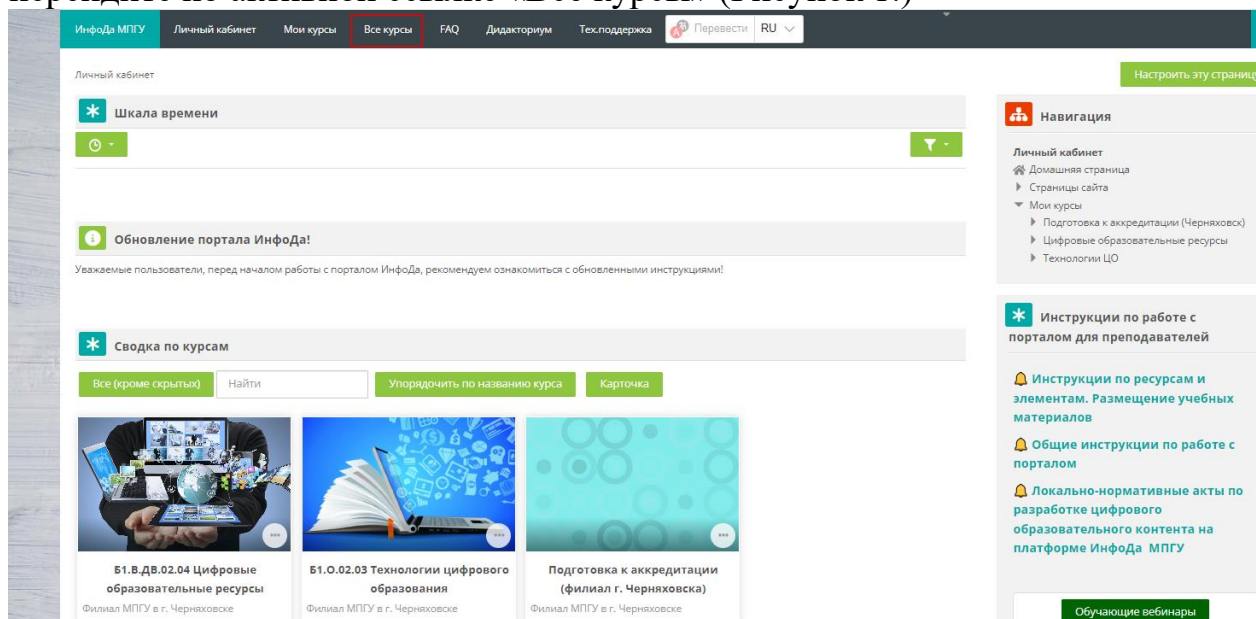 перейдите по активной ссылке «Все курсы» (Рисунок 1.)
ИнфоДа МПГУ Личный кабинет Мои курсы Все курсы FAQ Дидакториум Тех.поддержка Перевести RU
Личный кабинет
Настроить эту страницу
Шкала времени
Обновление портала ИнфоДа!
Уважаемые пользователи, перед началом работы с порталом ИнфоДа, рекомендуем ознакомиться с обновленными инструкциями!
Сводка по курсам
Все (кроме скрытых) Найти Упорядочить по названию курса Карточка
Б1.В.ДВ.02.04 Цифровые
образовательные ресурсы
Филиал МПГУ в г. Черняховске
Б1.О.02.03 Технологии цифрового
образования
Филиал МПГУ в г. Черняховске
Подготовка к аккредитации
(филиал г. Черняховска)
Филиал МПГУ в г. Черняховске
Навигация
Личный кабинет
Домашняя страница
Страницы сайта
Мои курсы
Подготовка к аккредитации (Черняховск)
Цифровые образовательные ресурсы
Технологии ЦО
Инструкции по работе с
порталом для преподавателей
Инструкции по ресурсам и
элементам. Размещение учебных
материалов
Общие инструкции по работе с
порталом
Локально-нормативные акты по
разработке цифрового
образовательного контента на
платформе ИнфоДа МПГУ
Обучающие вебинары